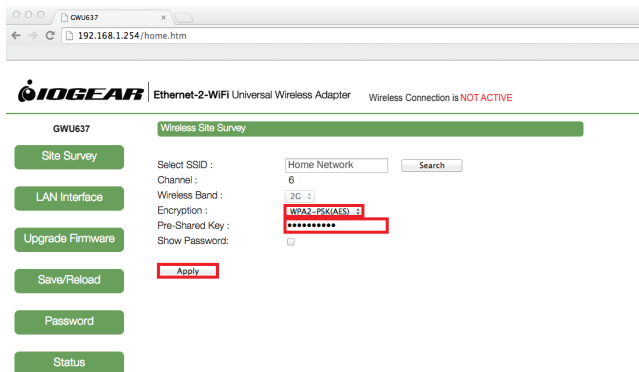 GWU637
192.168.1.254/home.htm
IOGEAR Ethernet-2-WiFi Universal Wireless Adapter Wireless Connection is NOT ACTIVE
GWU637
Site Survey
LAN Interface
Upgrade Firmware
Save/Reload
Password
Status
Wireless Site Survey
Select SSID : Home Network Search
Channel : 6
Wireless Band : 2G
Encryption : WPA2-PSK(AES)
Pre-Shared Key : ••••••••••
Show Password:
Apply